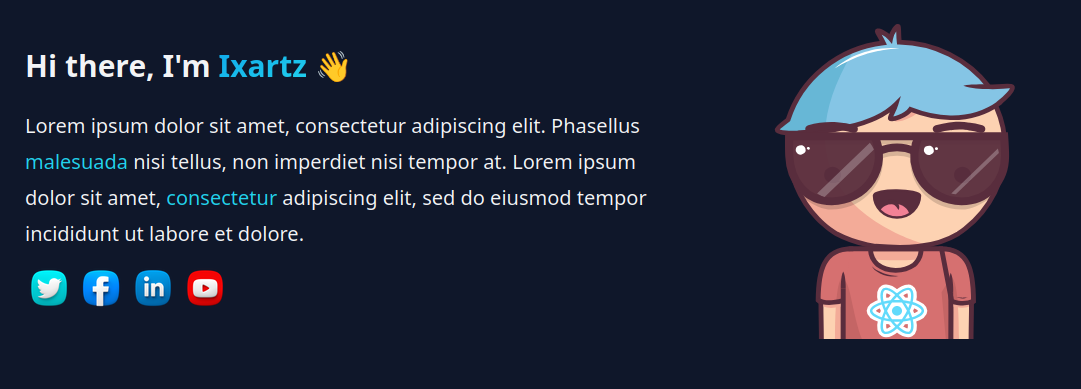 Hi there, I'm Ixartz 👋
Lorem ipsum dolor sit amet, consectetur adipiscing elit. Phasellus
malesuada nisi tellus, non imperdiet nisi tempor at. Lorem ipsum
dolor sit amet, consectetur adipiscing elit, sed do eiusmod tempor
incididunt ut labore et dolore.
f in